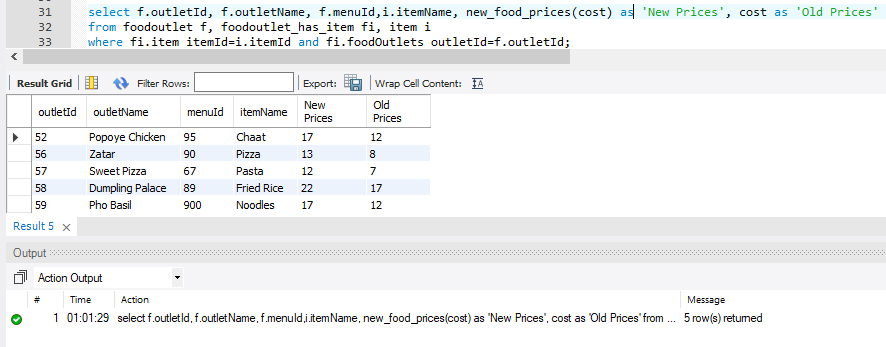 31 select f.outletId, f.outletName, f.menuId,i.itemName, new_food_prices(cost) as 'New Prices', cost as 'Old Prices'
32 from foodoutlet f, foodoutlet_has_item fi, item i
33 where fi.item_itemId=i.itemId and fi.foodOutlets_outletId=f.outletId;
Result Grid Filter Rows: Export: Wrap Cell Content: IA
outletId outletName menuId itemName New Prices Old Prices
52 Popoye Chicken 95 Chaat 17 12
56 Zatar 90 Pizza 13 8
57 Sweet Pizza 67 Pasta 12 7
58 Dumpling Palace 89 Fried Rice 22 17
59 Pho Basil 900 Noodles 17 12
Result 5 ×
Output
Action Output
# Time Action Message
1 01:01:29 select f.outletId, f.outletName, f.menuId,i.itemName, new_food_prices(cost) as 'New Prices', cost as 'Old Prices' from ... 5 row(s) returned